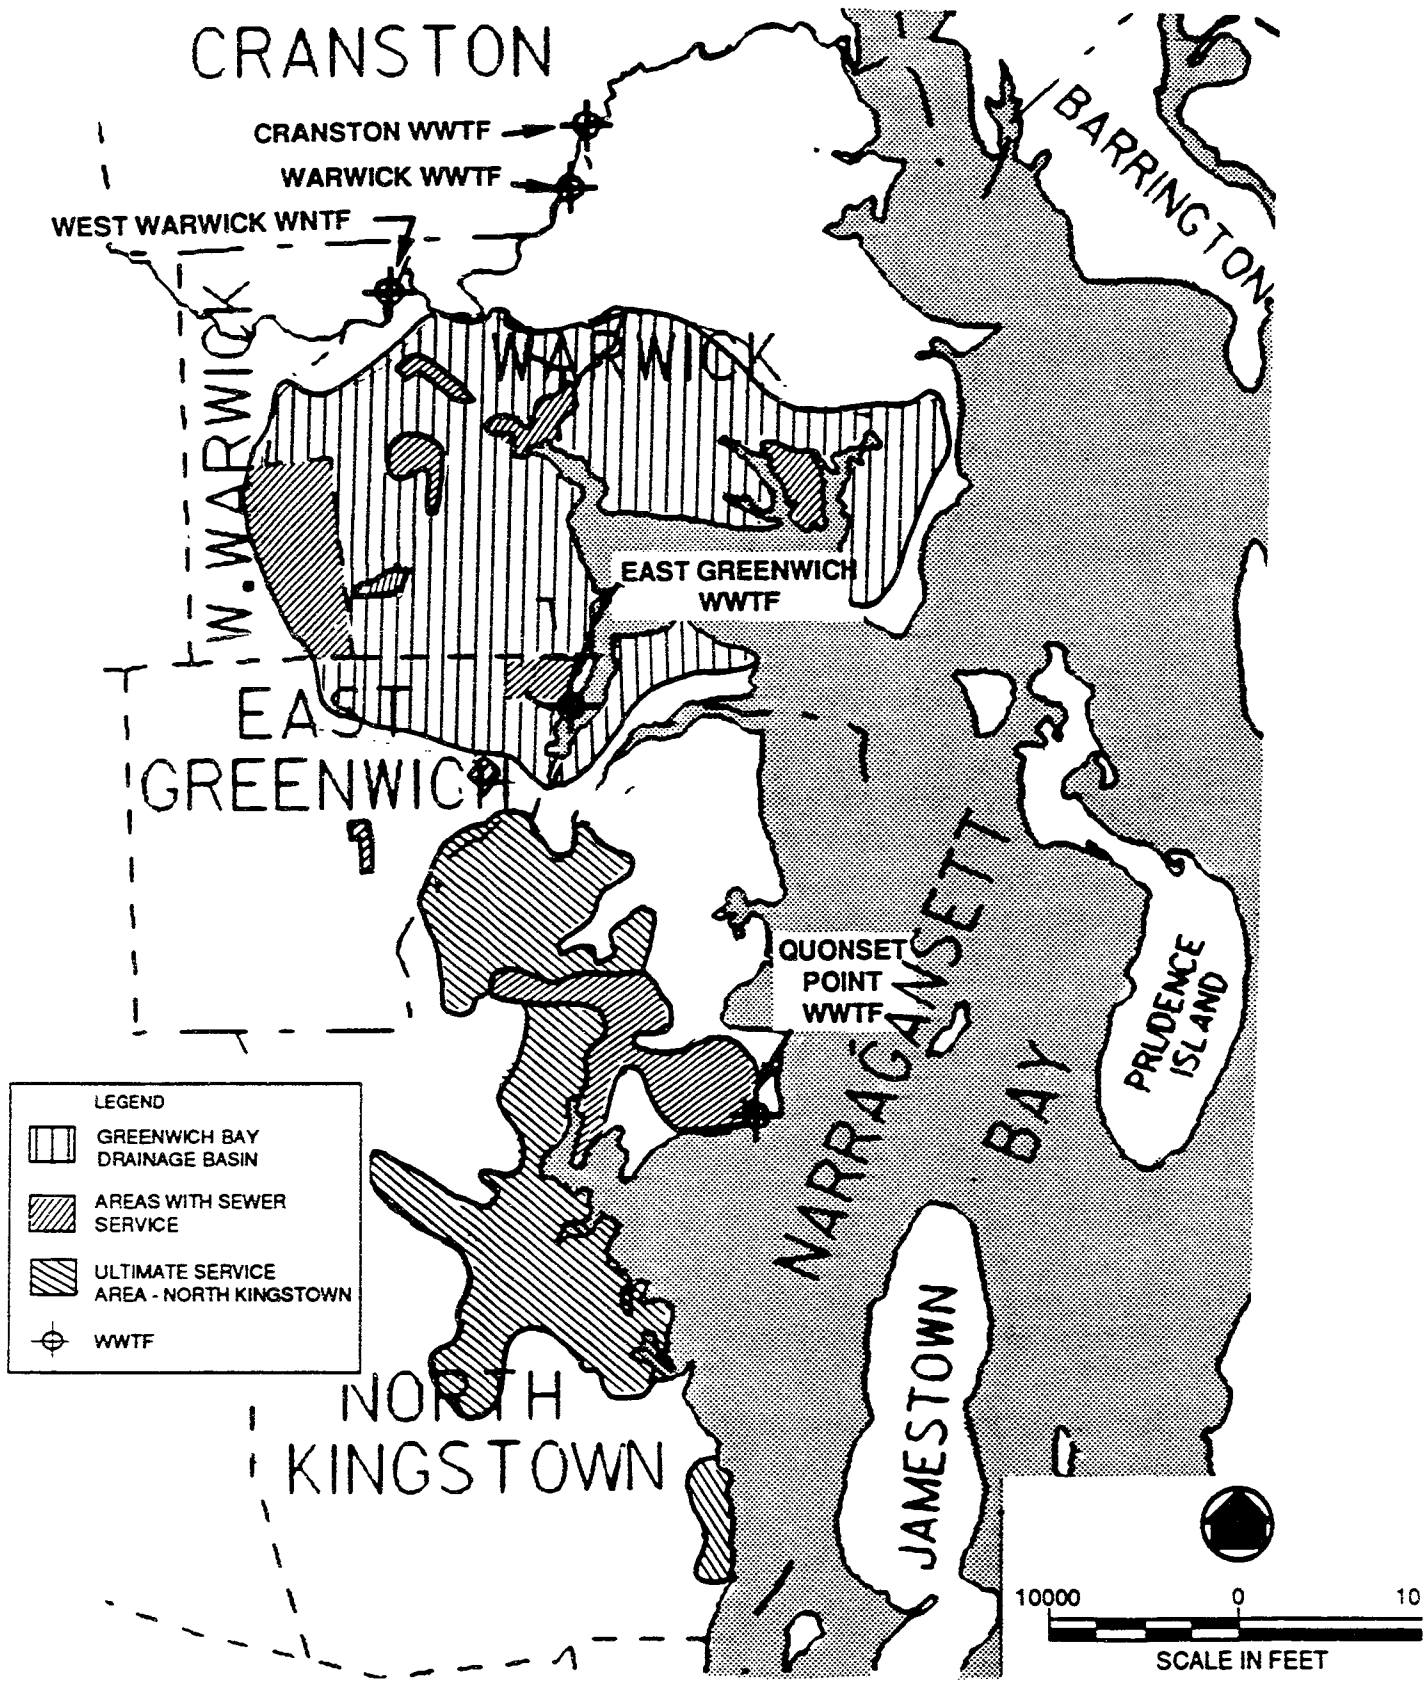 CRANSTON
CRANSTON WWTF
WARWICK WWTF
WEST WARWICK WNTF
BARRINGTON
WARWICK
W. WARWICK
EAST GREENWICH
WWTF
EAST
GREENWICH
QUONSET
POINT
WWTF
NARRAGANSETT
BAY
PRUDENCE
ISLAND
LEGEND
GREENWICH BAY
DRAINAGE BASIN
AREAS WITH SEWER
SERVICE
ULTIMATE SERVICE
AREA - NORTH KINGSTOWN
WWTF
NORTH
KINGSTOWN
JAMESTOWN
10000 0 10
SCALE IN FEET